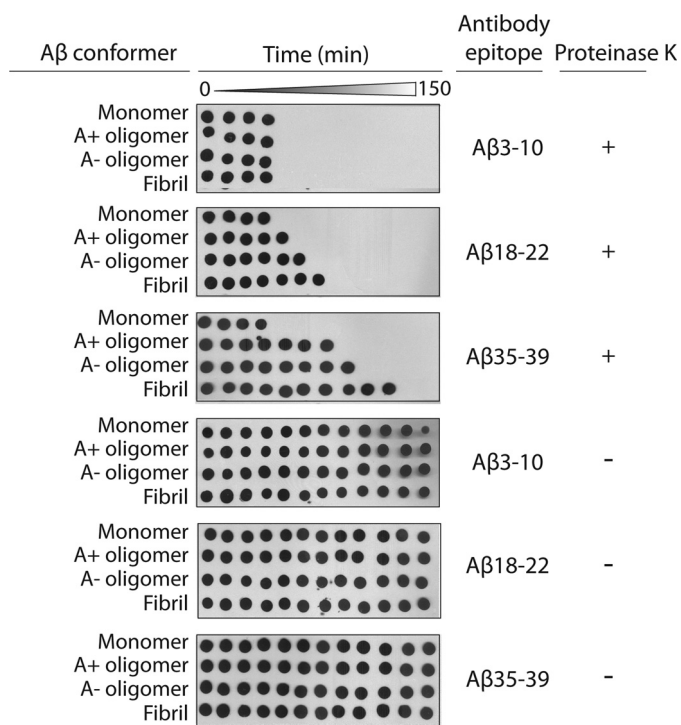 Aβ conformer Time (min) Antibody epitope Proteinase K
0 150
Monomer
A+ oligomer
A- oligomer
Fibril
Aβ3-10 +
Monomer
A+ oligomer
A- oligomer
Fibril
Aβ18-22 +
Monomer
A+ oligomer
A- oligomer
Fibril
Aβ35-39 +
Monomer
A+ oligomer
A- oligomer
Fibril
Aβ3-10 -
Monomer
A+ oligomer
A- oligomer
Fibril
Aβ18-22 -
Monomer
A+ oligomer
A- oligomer
Fibril
Aβ35-39 -